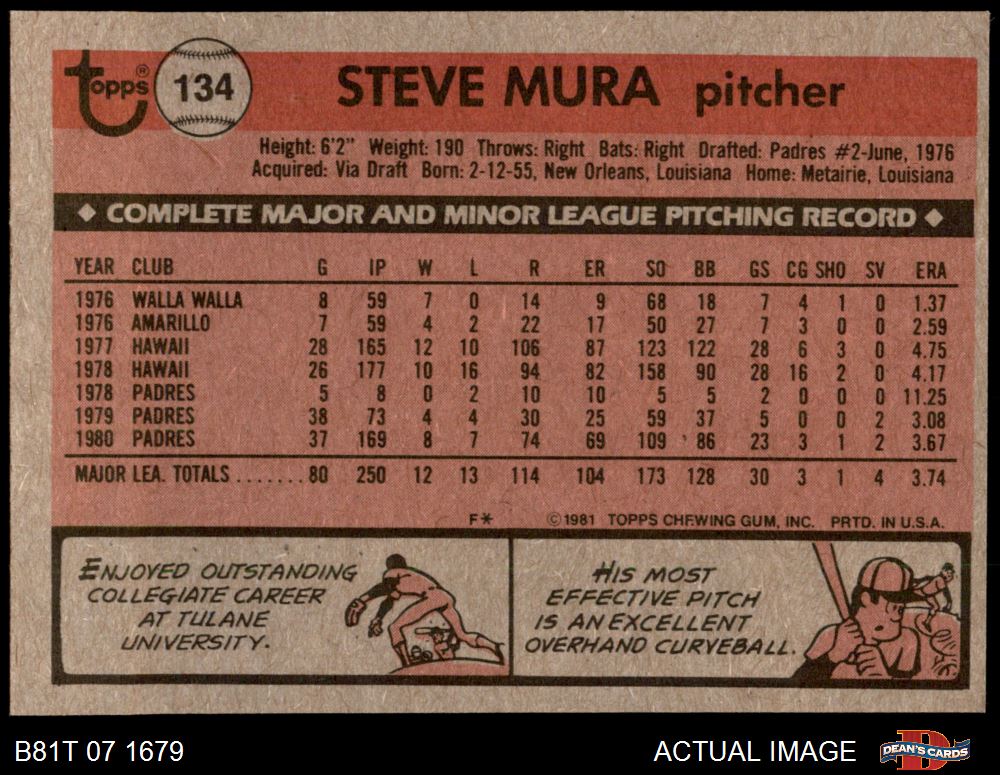 topps® 134 STEVE MURA pitcher
Height: 6'2" Weight: 190 Throws: Right Bats: Right Drafted: Padres #2-June, 1976
Acquired: Via Draft Born: 2-12-55, New Orleans, Louisiana Home: Metairie, Louisiana
◆ COMPLETE MAJOR AND MINOR LEAGUE PITCHING RECORD ◆
YEAR CLUB G IP W L R ER SO BB GS CG SHO SV ERA
1976 WALLA WALLA 8 59 7 0 14 9 68 18 7 4 1 0 1.37
1976 AMARILLO 7 59 4 2 22 17 50 27 7 3 0 0 2.59
1977 HAWAII 28 165 12 10 106 87 123 122 28 6 3 0 4.75
1978 HAWAII 26 177 10 16 94 82 158 90 28 16 2 0 4.17
1978 PADRES 5 8 0 2 10 10 5 5 2 0 0 0 11.25
1979 PADRES 38 73 4 4 30 25 59 37 5 0 0 2 3.08
1980 PADRES 37 169 8 7 74 69 109 86 23 3 1 2 3.67
MAJOR LEA. TOTALS.......80 250 12 13 114 104 173 128 30 3 1 4 3.74
F* ©1981 TOPPS CHEWING GUM, INC. PRTD. IN U.S.A.
ENJOYED OUTSTANDING
COLLEGIATE CAREER
AT TULANE
UNIVERSITY.
HIS MOST
EFFECTIVE PITCH
IS AN EXCELLENT
OVERHAND CURVEBALL.
B81T 07 1679 ACTUAL IMAGE DEAN'S CARDS